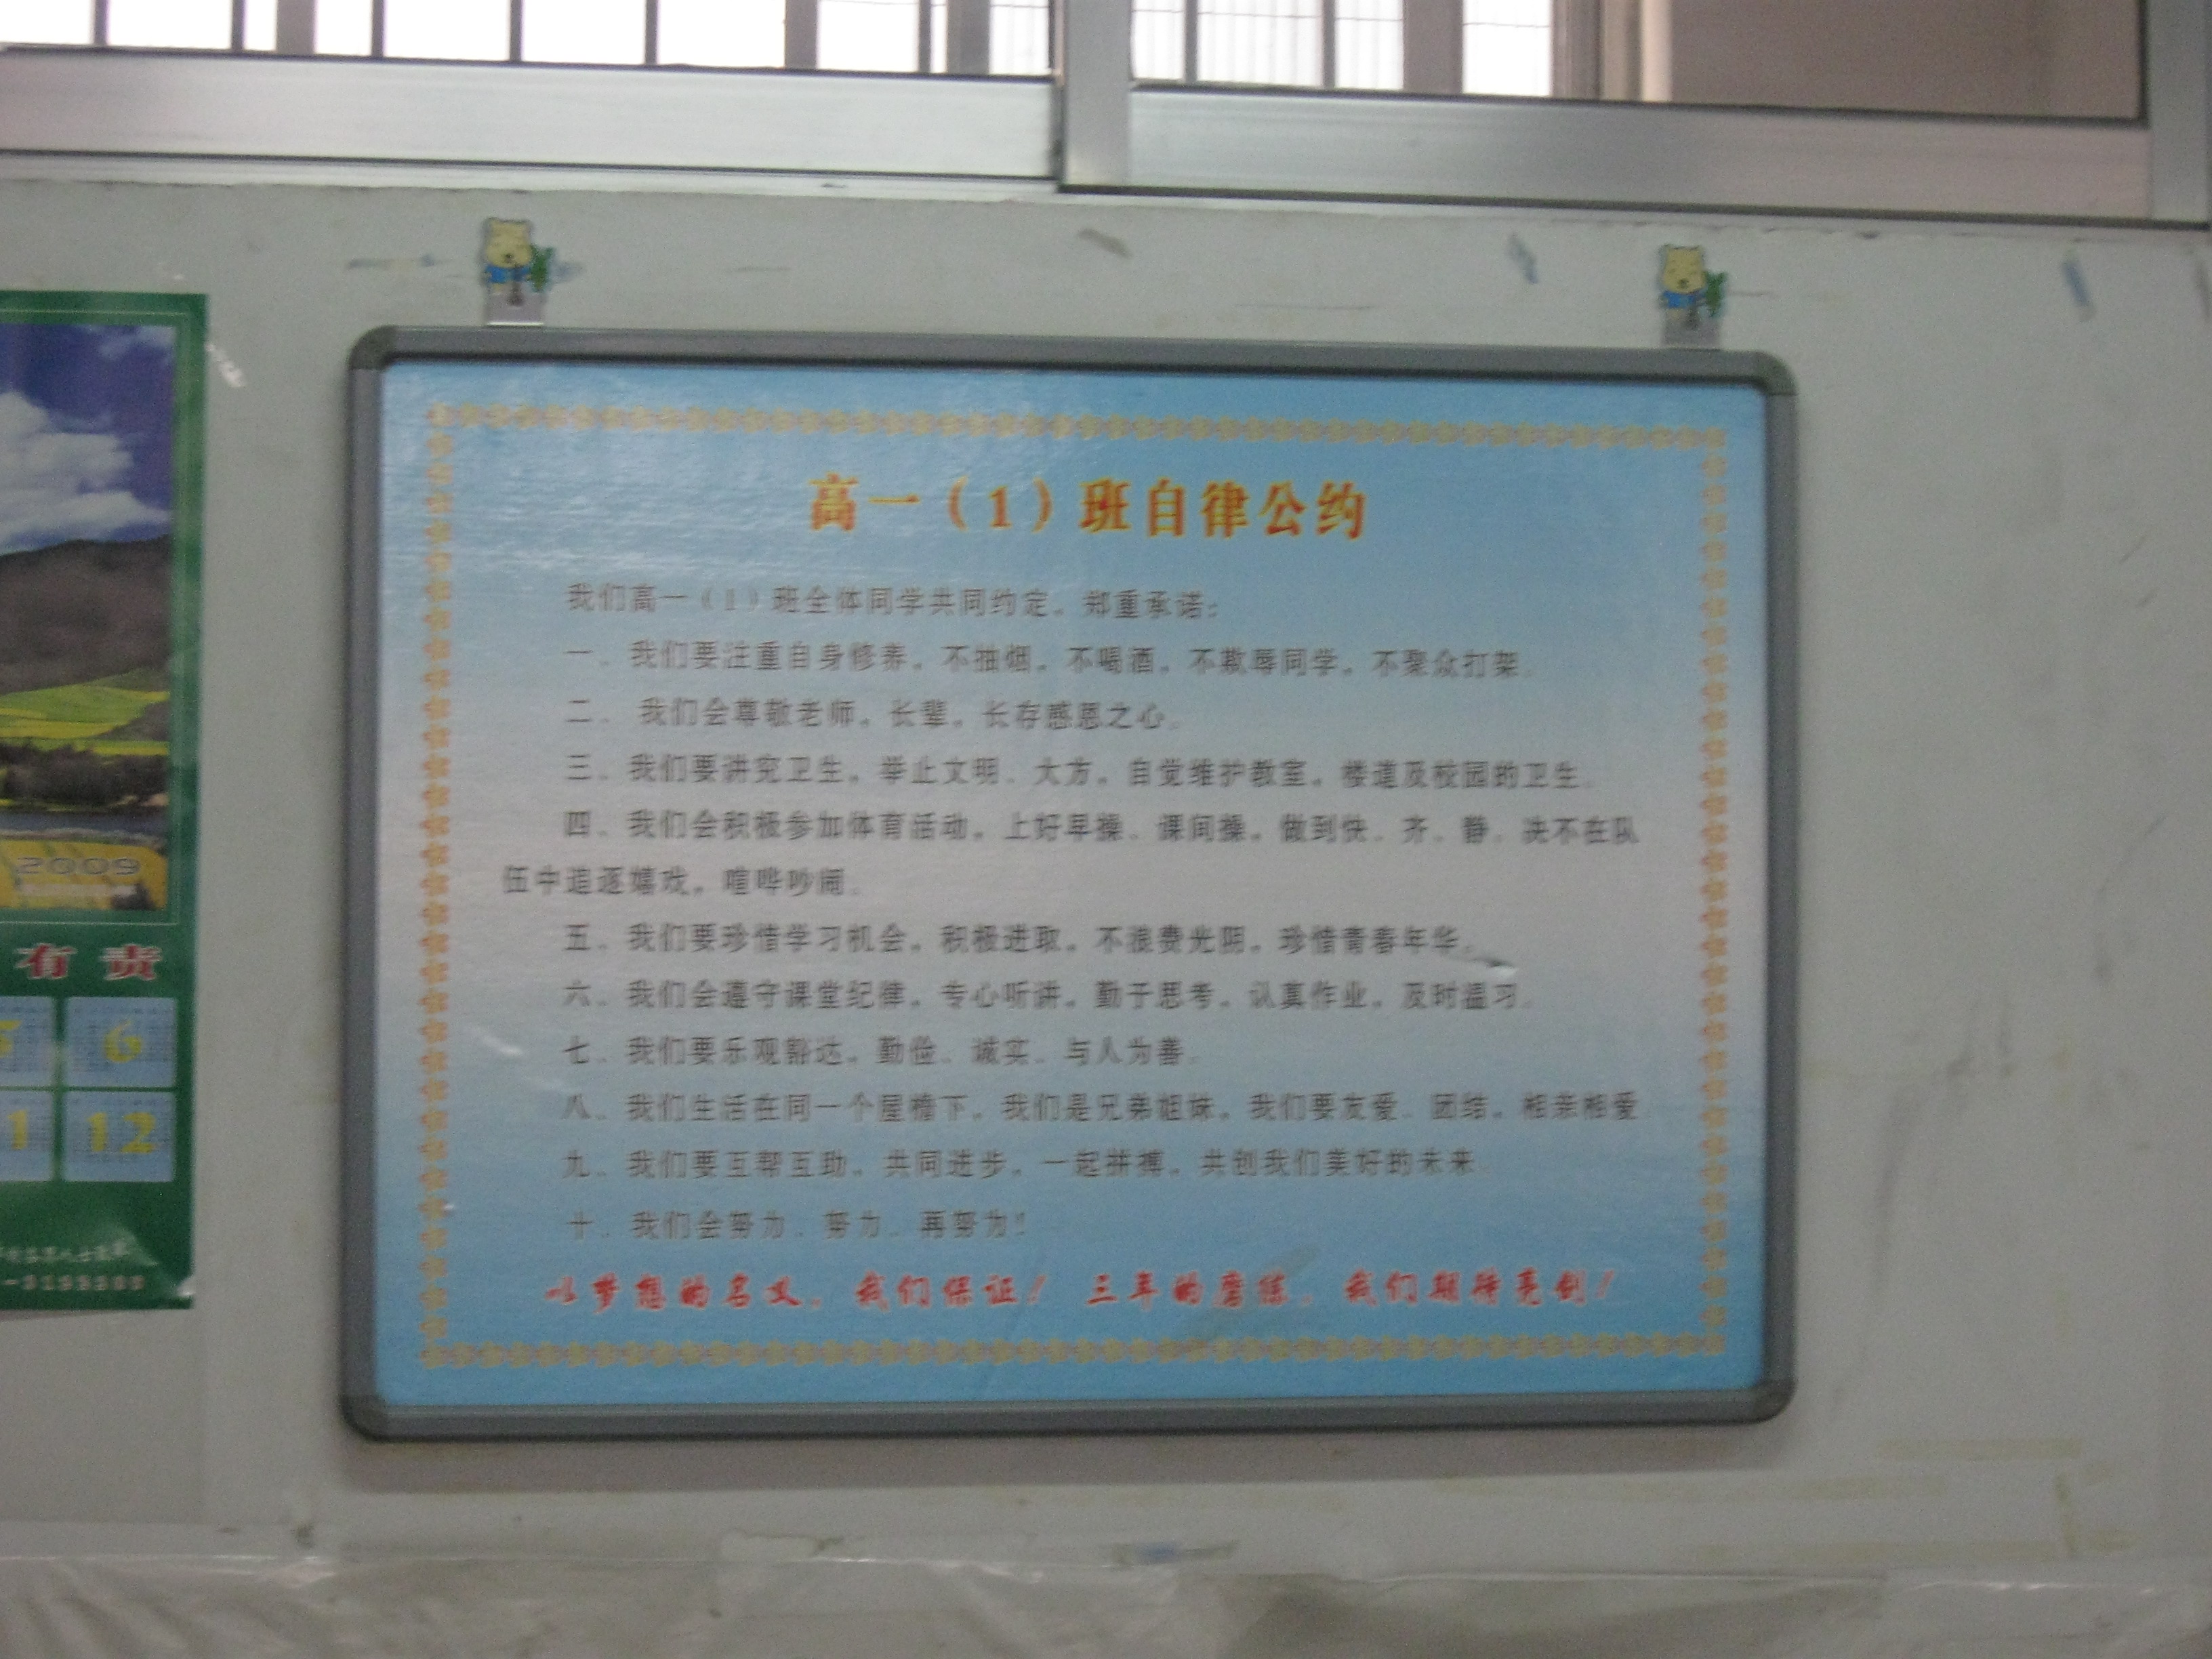 高一（1）班自律公约
我们高一（1）班全体同学共同约定，郑重承诺：
一、我们要注重自身修养，不抽烟，不喝酒，不欺辱同学，不聚众打架。
二、 我们会尊敬老师，长辈，长存感恩之心。
三、我们要讲究卫生，举止文明、大方，自觉维护教室，楼道及校园的卫生。
四、我们会积极参加体育活动，上好早操、课间操，做到快、齐、静，决不在队
伍中追逐嬉戏，喧哗吵闹。
五、我们要珍惜学习机会，积极进取，不浪费光阴，珍惜青春年华。
六、我们会遵守课堂纪律，专心听讲，勤于思考，认真作业，及时温习。
七、我们要乐观豁达，勤俭、诚实、与人为善。
八、我们生活在同一个屋檐下，我们是兄弟姐妹，我们要友爱、团结，相亲相爱
九、我们要互帮互助，共同进步，一起拼搏，共创我们美好的未来。
十、我们会努力、努力、再努力！
以梦想的名义，我们保证！ 三年的磨练，我们期待亮剑！
2009
有责
5 6
11 12